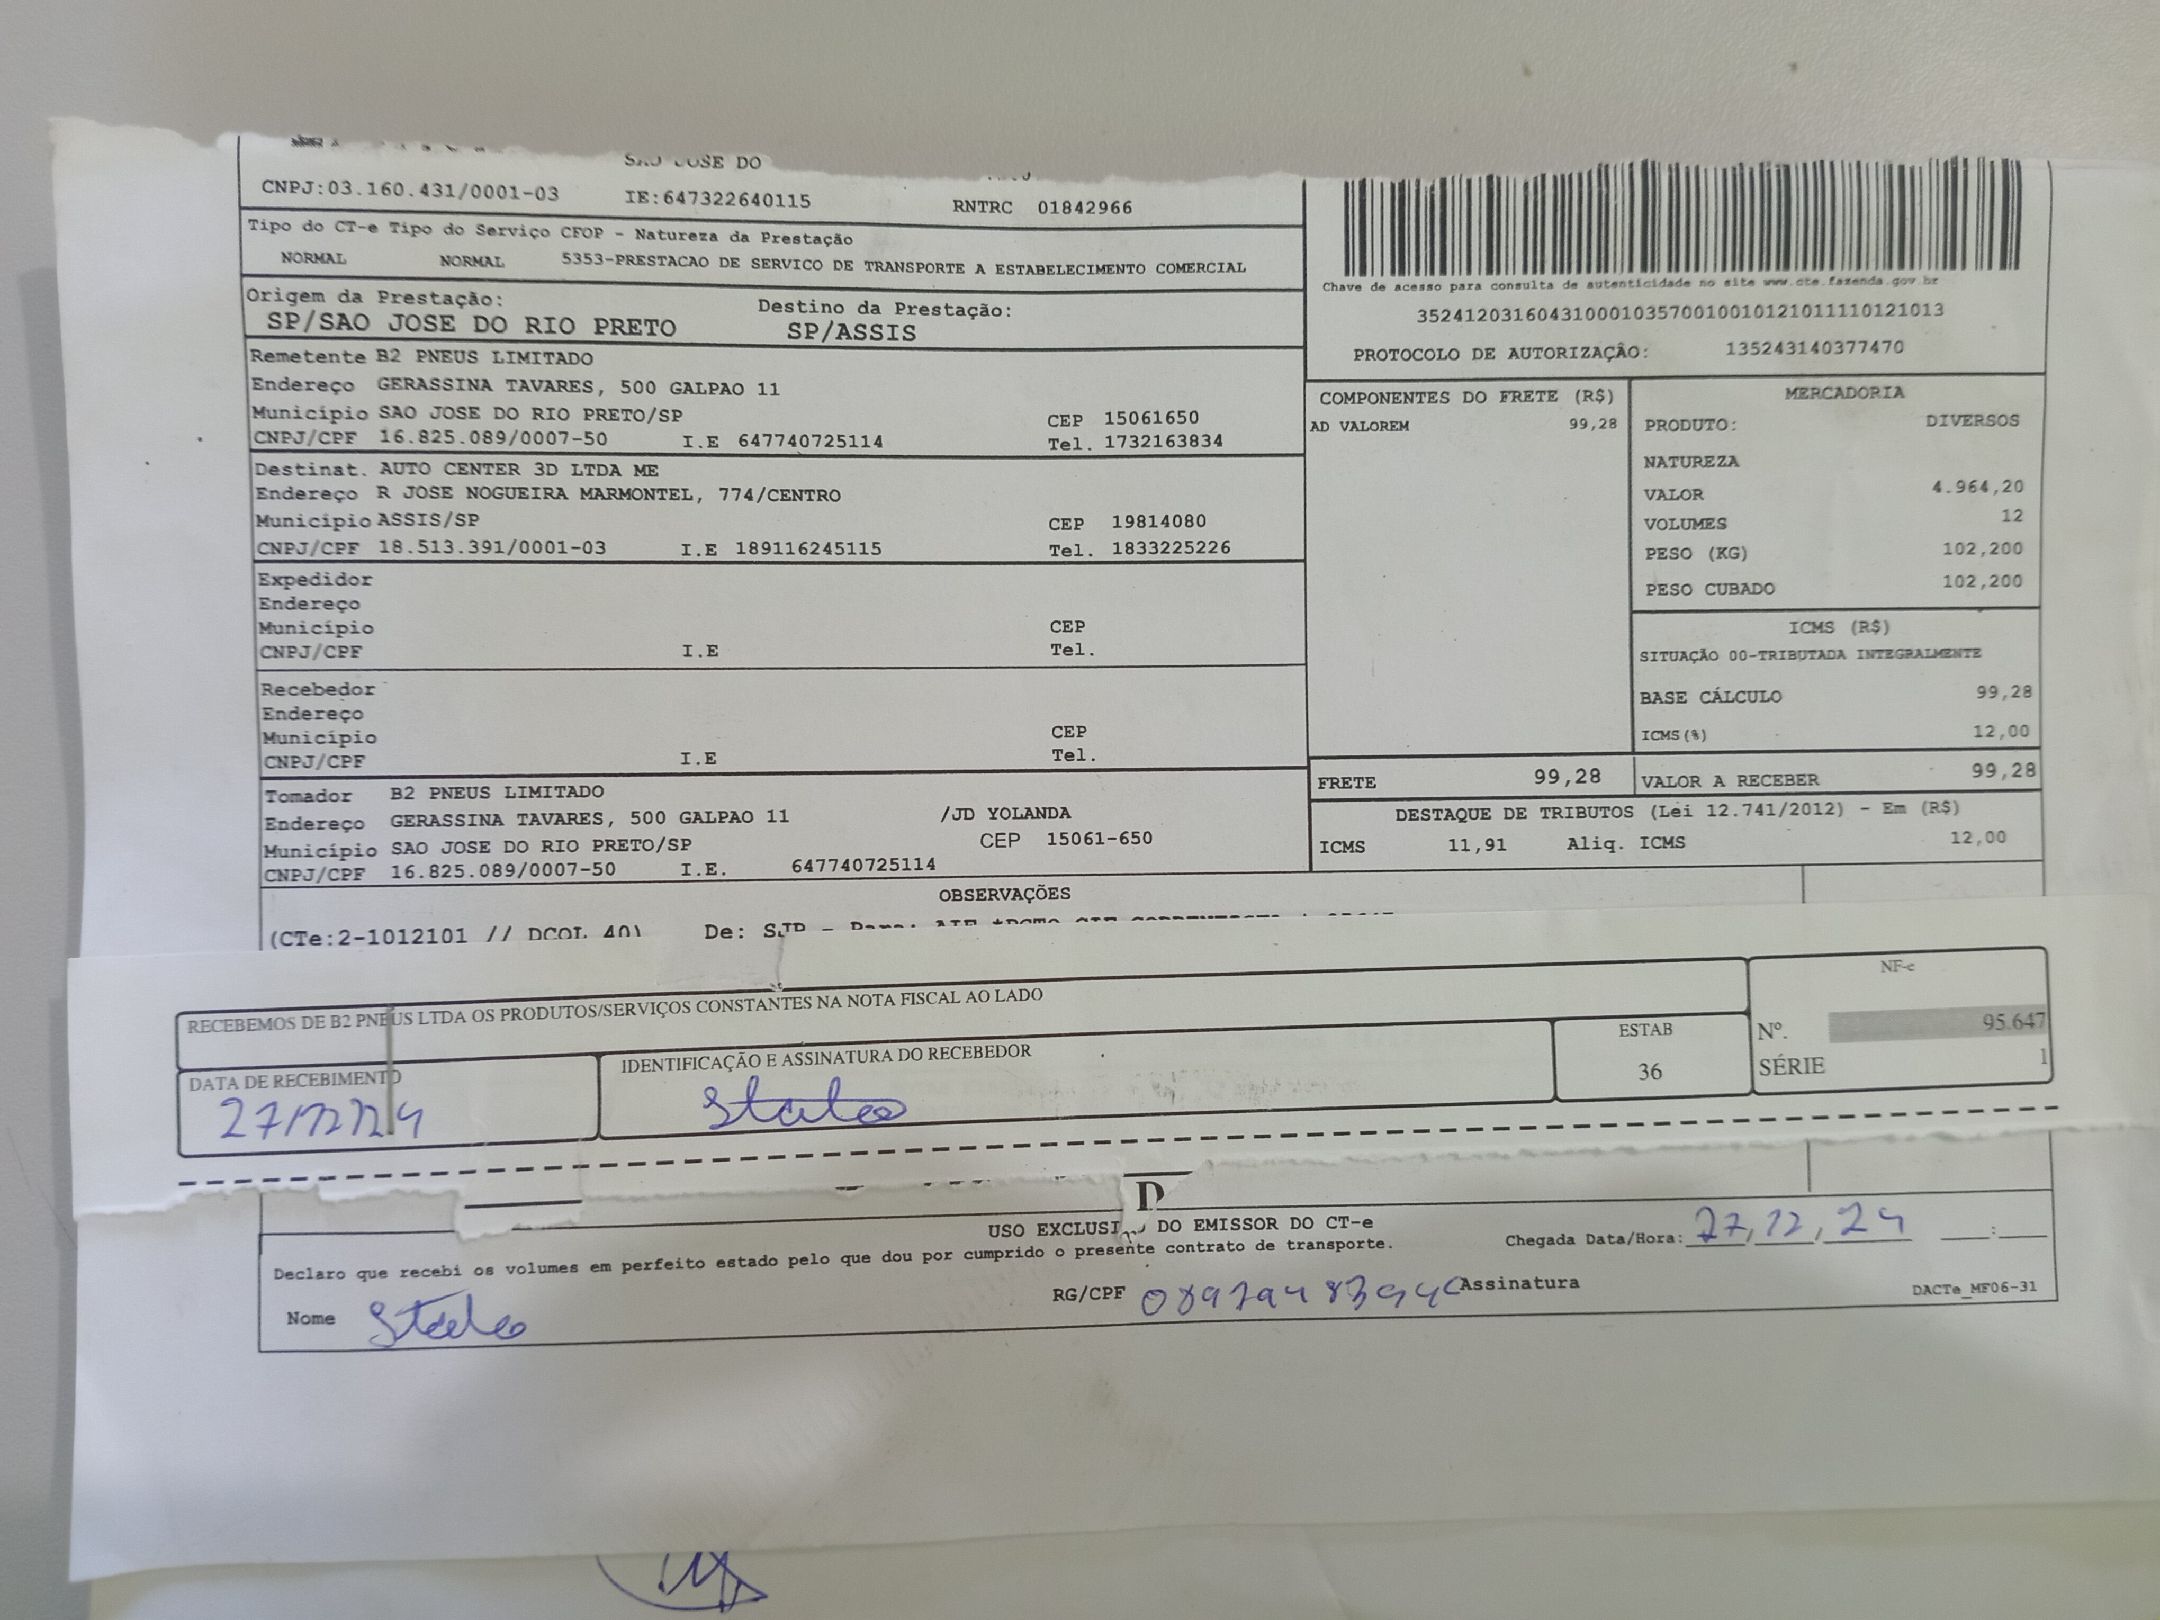 SAO JOSE DO
CNPJ:03.160.431/0001-03 IE:647322640115 RNTRC 01842966
Tipo do CT-e Tipo do Serviço CFOP - Natureza da Prestação
NORMAL NORMAL 5353-PRESTACAO DE SERVICO DE TRANSPORTE A ESTABELECIMENTO COMERCIAL
Origem da Prestação: Destino da Prestação:
SP/SAO JOSE DO RIO PRETO SP/ASSIS
Remetente B2 PNEUS LIMITADO
Endereço GERASSINA TAVARES, 500 GALPAO 11
Município SAO JOSE DO RIO PRETO/SP CEP 15061650
CNPJ/CPF 16.825.089/0007-50 I.E 647740725114 Tel. 1732163834
Destinat. AUTO CENTER 3D LTDA ME
Endereço R JOSE NOGUEIRA MARMONTEL, 774/CENTRO
Município ASSIS/SP CEP 19814080
CNPJ/CPF 18.513.391/0001-03 I.E 189116245115 Tel. 1833225226
Expedidor
Endereço
Município CEP
CNPJ/CPF I.E Tel.
Recebedor
Endereço
Município CEP
CNPJ/CPF I.E Tel.
Tomador B2 PNEUS LIMITADO
Endereço GERASSINA TAVARES, 500 GALPAO 11 /JD YOLANDA
Município SAO JOSE DO RIO PRETO/SP CEP 15061-650
CNPJ/CPF 16.825.089/0007-50 I.E. 647740725114
Chave de acesso para consulta de autenticidade no site www.cte.fazenda.gov.br
35241203160431000103570010010121011110121013
PROTOCOLO DE AUTORIZAÇÃO: 135243140377470
COMPONENTES DO FRETE (R$)
AD VALOREM 99,28
MERCADORIA
PRODUTO: DIVERSOS
NATUREZA
VALOR 4.964,20
VOLUMES 12
PESO (KG) 102,200
PESO CUBADO 102,200
ICMS (R$)
SITUAÇÃO 00-TRIBUTADA INTEGRALMENTE
BASE CÁLCULO 99,28
ICMS(%) 12,00
FRETE 99,28 VALOR A RECEBER 99,28
DESTAQUE DE TRIBUTOS (Lei 12.741/2012) - Em (R$)
ICMS 11,91 Aliq. ICMS 12,00
OBSERVAÇÕES
(CTe:2-1012101 // DCOL 40) De: SJP - Para:
RECEBEMOS DE B2 PNEUS LTDA OS PRODUTOS/SERVIÇOS CONSTANTES NA NOTA FISCAL AO LADO
DATA DE RECEBIMENTO IDENTIFICAÇÃO E ASSINATURA DO RECEBEDOR
ESTAB
36
NF-e
Nº. 95.647
SÉRIE 1
USO EXCLUSI DO EMISSOR DO CT-e
Chegada Data/Hora: 27,12,24 :
Declaro que recebi os volumes em perfeito estado pelo que dou por cumprido o presente contrato de transporte.
Nome RG/CPF Assinatura
DACTe_MF06-31